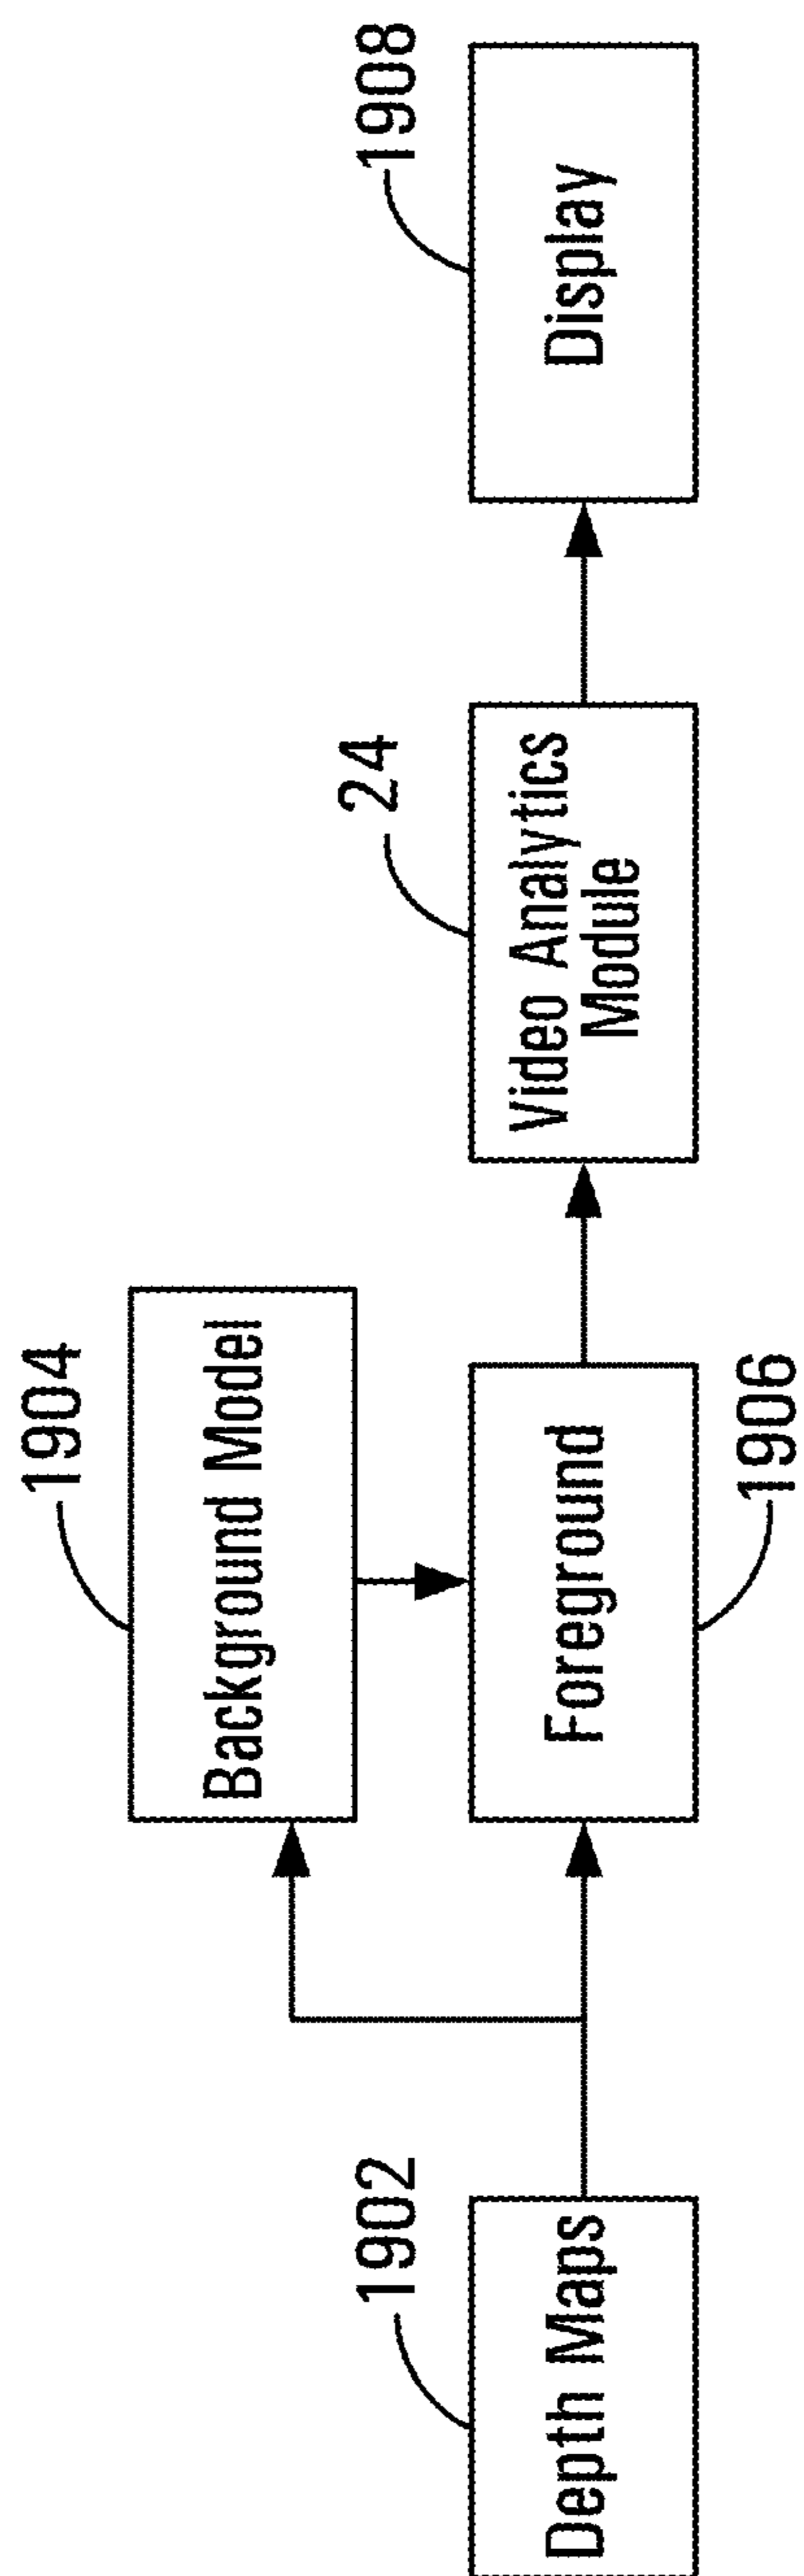 1902
Depth Maps
1904
Background Model
Foreground
1906
24
Video Analytics
Module
1908
Display